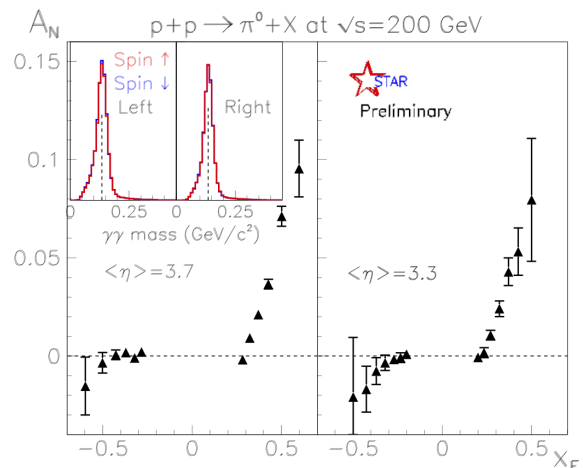 A_N p+p → π⁰+X at √s=200 GeV
0.15
0.1
0.05
0
Spin ↑
Spin ↓
Left
Right
0 0.25 0 0.25
γγ mass (GeV/c²)
<η>=3.7
STAR
Preliminary
<η>=3.3
−0.5 0 0.5 −0.5 0 0.5
X_F